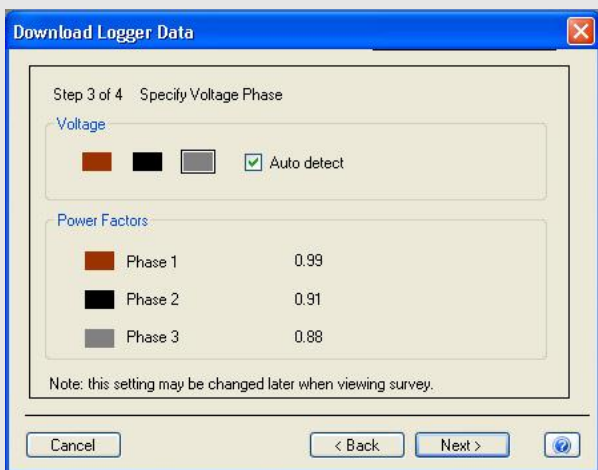 Download Logger Data
Step 3 of 4 Specify Voltage Phase
Voltage
Auto detect
Power Factors
Phase 1 0.99
Phase 2 0.91
Phase 3 0.88
Note: this setting may be changed later when viewing survey.
Cancel < Back Next > ?